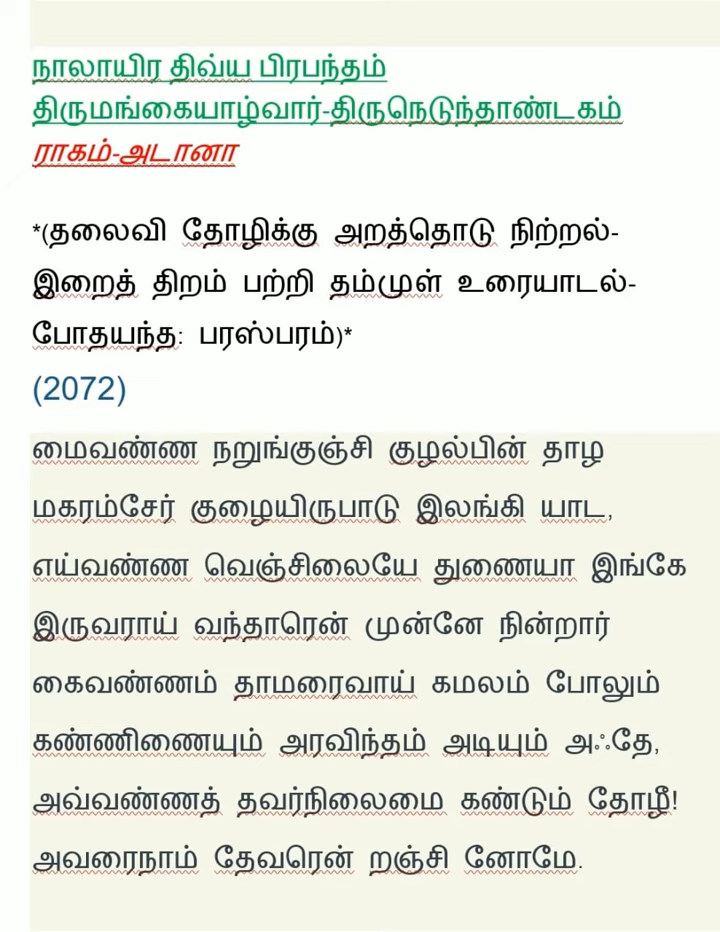 நாலாயிர திவ்ய பிரபந்தம்
திருமங்கையாழ்வார்-திருநெடுந்தாண்டகம்
ராகம்-அடானா
*(தலைவி தோழிக்கு அறத்தொடு நிற்றல்-
இறைத் திறம் பற்றி தம்முள் உரையாடல்-
போதயந்த: பரஸ்பரம்)*
(2072)
மைவண்ண நறுங்குஞ்சி குழல்பின் தாழ
மகரம்சேர் குழையிருபாடு இலங்கி யாட,
எய்வண்ண வெஞ்சிலையே துணையா இங்கே
இருவராய் வந்தாரென் முன்னே நின்றார்
கைவண்ணம் தாமரைவாய் கமலம் போலும்
கண்ணிணையும் அரவிந்தம் அடியும் அஃதே,
அவ்வண்ணத் தவர்நிலைமை கண்டும் தோழீ!
அவரைநாம் தேவரென் றஞ்சி னோமே.